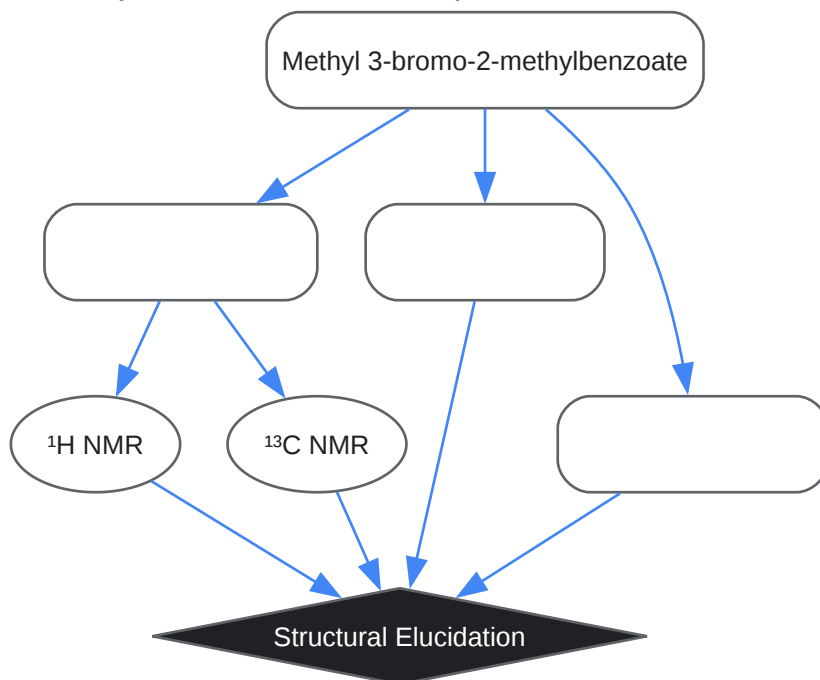 Methyl 3-bromo-2-methylbenzoate
¹H NMR
¹³C NMR
Structural Elucidation